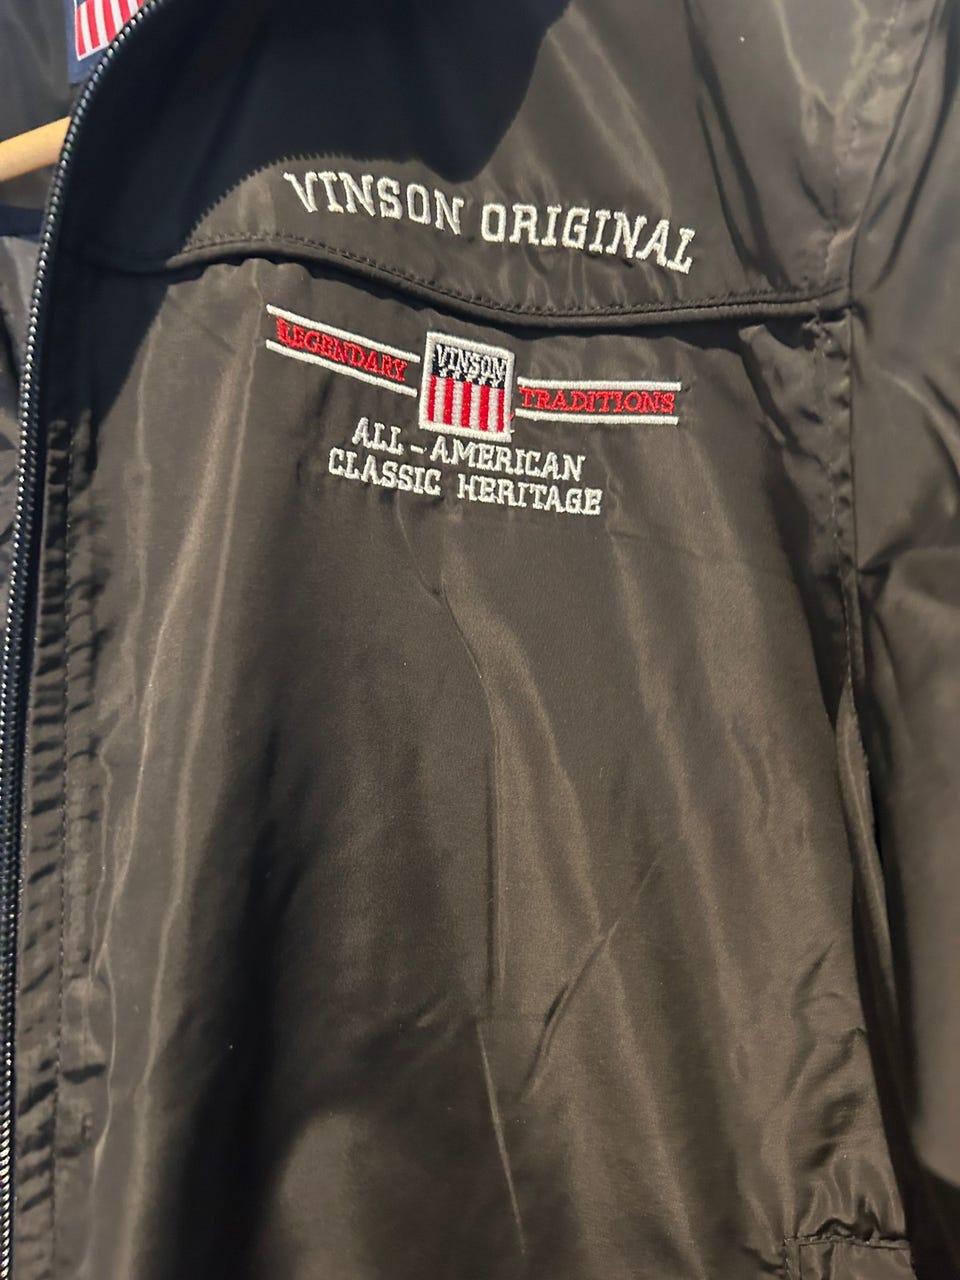 VINSON ORIGINAL
LEGENDARY VINSON TRADITIONS
ALL-AMERICAN
CLASSIC HERITAGE